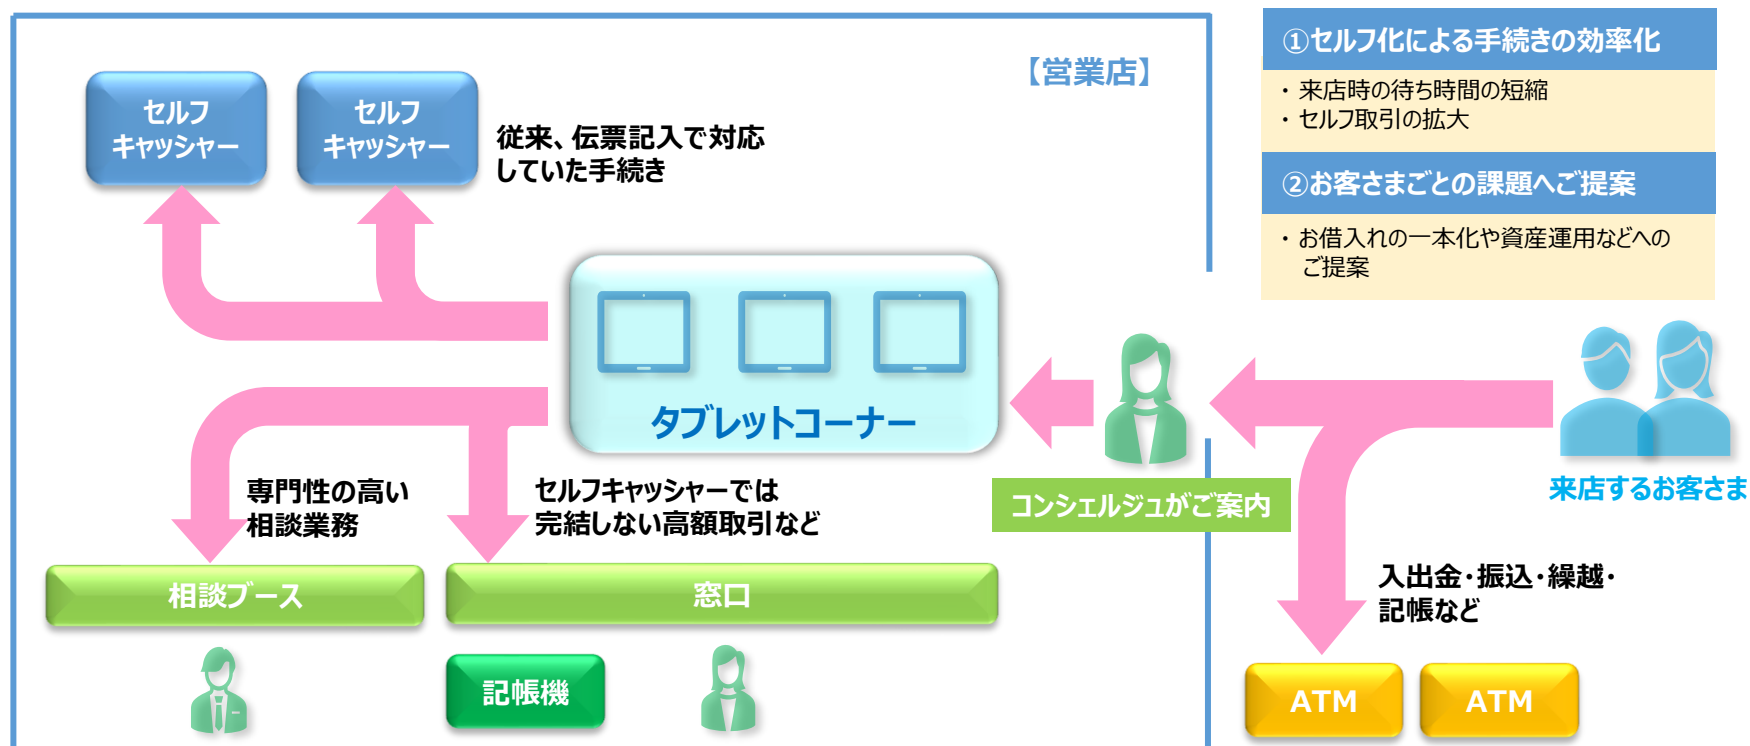 【営業店】
セルフ
キャッシャー
セルフ
キャッシャー
従来、伝票記入で対応
していた手続き
①セルフ化による手続きの効率化
・ 来店時の待ち時間の短縮
・ セルフ取引の拡大
②お客さまごとの課題へご提案
・ お借入れの一本化や資産運用などへの
ご提案
タブレットコーナー
コンシェルジュがご案内
来店するお客さま
専門性の高い
相談業務
セルフキャッシャーでは
完結しない高額取引など
相談ブース
窓口
記帳機
入出金・振込・繰越・
記帳など
ATM
ATM